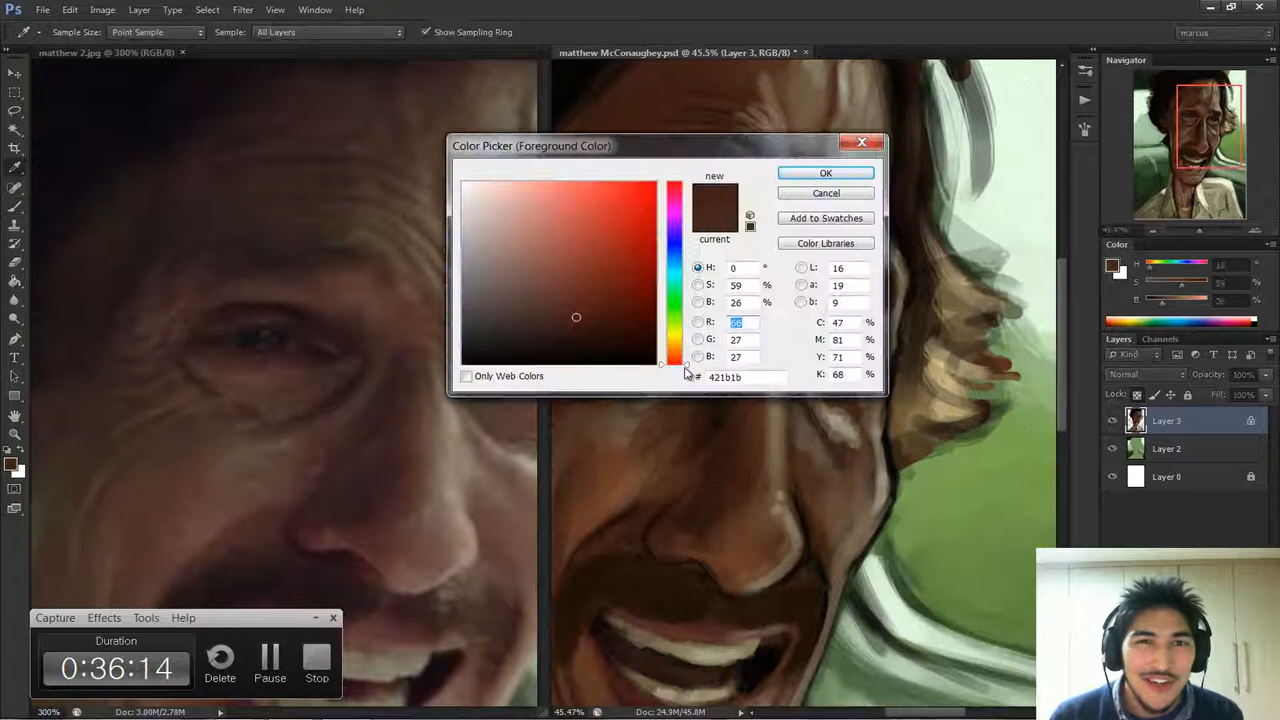 Ps File Edit Image Layer Type Select Filter View Window Help
Sample Size: Point Sample Sample: All Layers Show Sampling Ring marcus
matthew 2.jpg @ 300% (RGB/8) × matthew McConaughey.psd @ 45.5% (Layer 3, RGB/8) * ×
Navigator
Color Picker (Foreground Color)
new
OK
Cancel
Add to Swatches
current
Color Libraries
H: 0 °
S: 59 %
B: 26 %
R: 66
G: 27
B: 27
# 421b1b
L: 16
a: 19
b: 9
C: 47 %
M: 81 %
Y: 71 %
K: 68 %
Only Web Colors
45.47%
Color
H °
S 59 %
B 26 %
Layers Channels
Kind
Normal Opacity: 100%
Lock: Fill: 100%
Layer 3
Layer 2
Layer 0
Capture Effects Tools Help
Duration
0:36:14
Delete Pause Stop
300% Doc: 3.00M/2.78M 45.47% Doc: 24.9M/45.8M